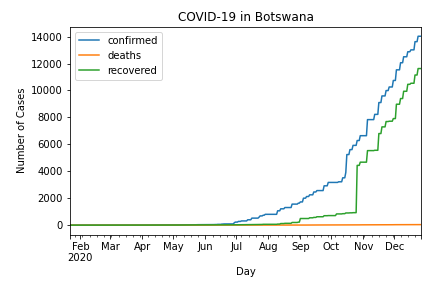 COVID-19 in Botswana
confirmed
deaths
recovered
Number of Cases
14000
12000
10000
8000
6000
4000
2000
0
Feb Mar Apr May Jun Jul Aug Sep Oct Nov Dec
2020
Day